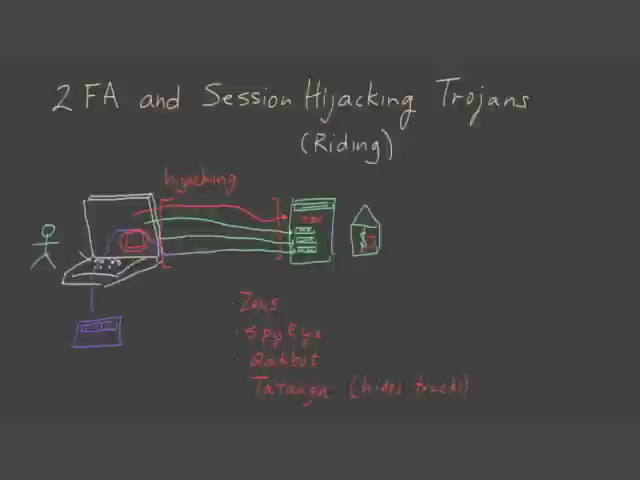 2 FA and Session Hijacking Trojans
(Riding)
hijacking
$
· Zeus
· SpyEye
· Qakbot
· Tatanga (hides tracks)